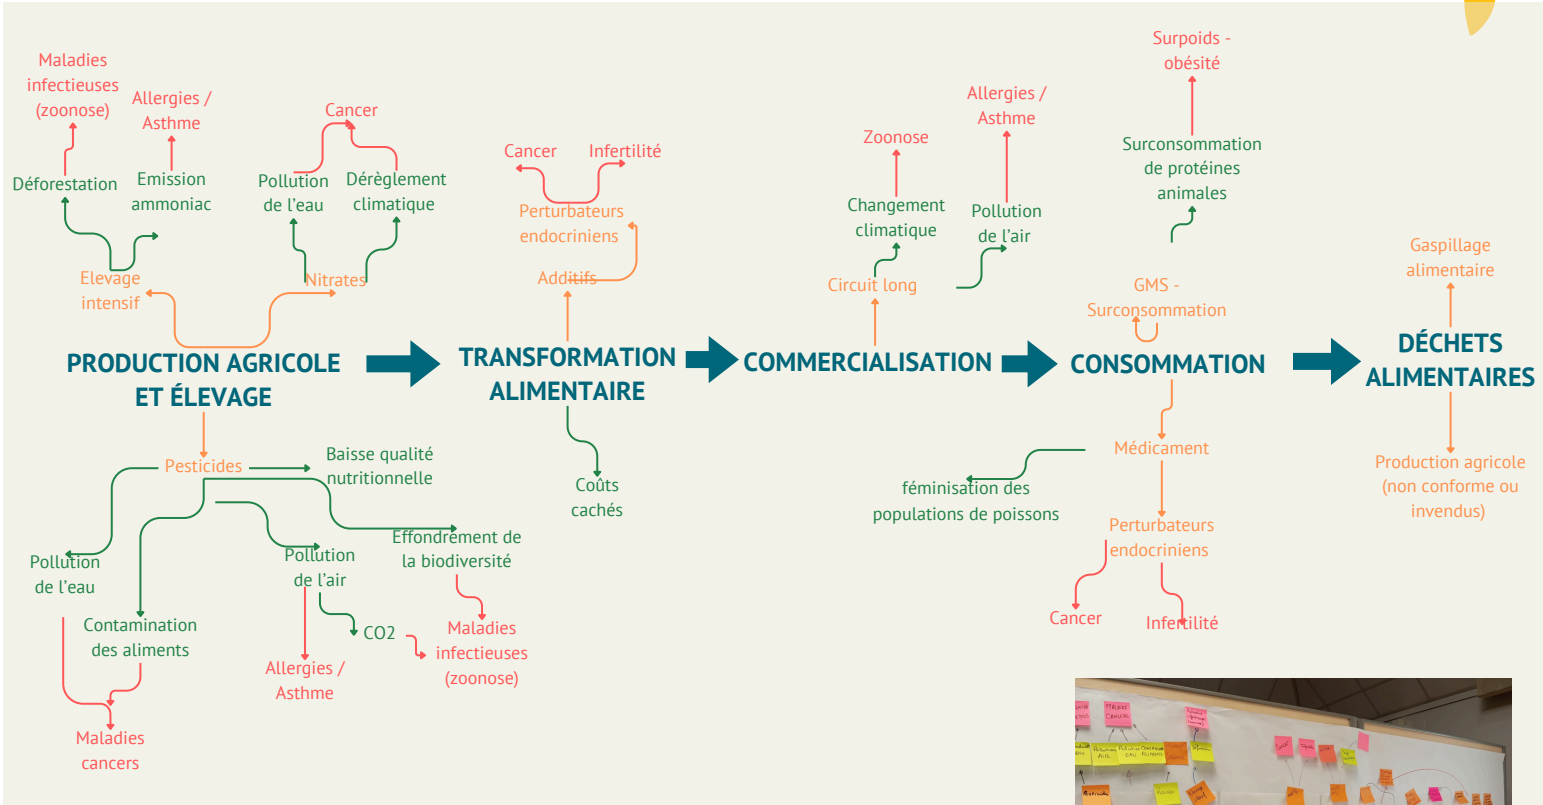 Surpoids -
obésité
Maladies
infectieuses
(zoonose)
Allergies /
Asthme
Cancer
Allergies /
Asthme
Zoonose
Cancer
Infertilité
Surconsommation
de protéines
animales
Déforestation
Emission
ammoniac
Pollution
de l'eau
Dérèglement
climatique
Perturbateurs
endocriniens
Changement
climatique
Pollution
de l'air
Gaspillage
alimentaire
Elevage
intensif
Nitrates
Additifs
Circuit long
GMS -
Surconsommation
PRODUCTION AGRICOLE
ET ÉLEVAGE
TRANSFORMATION
ALIMENTAIRE
COMMERCIALISATION
CONSOMMATION
DÉCHETS
ALIMENTAIRES
Pesticides
Baisse qualité
nutritionnelle
Coûts
cachés
Médicament
féminisation des
populations de poissons
Production agricole
(non conforme ou
invendus)
Perturbateurs
endocriniens
Effondrement de
la biodiversité
Pollution
de l'eau
Pollution
de l'air
Contamination
des aliments
CO2
Maladies
infectieuses
(zoonose)
Allergies /
Asthme
Cancer
Infertilité
Maladies
cancers